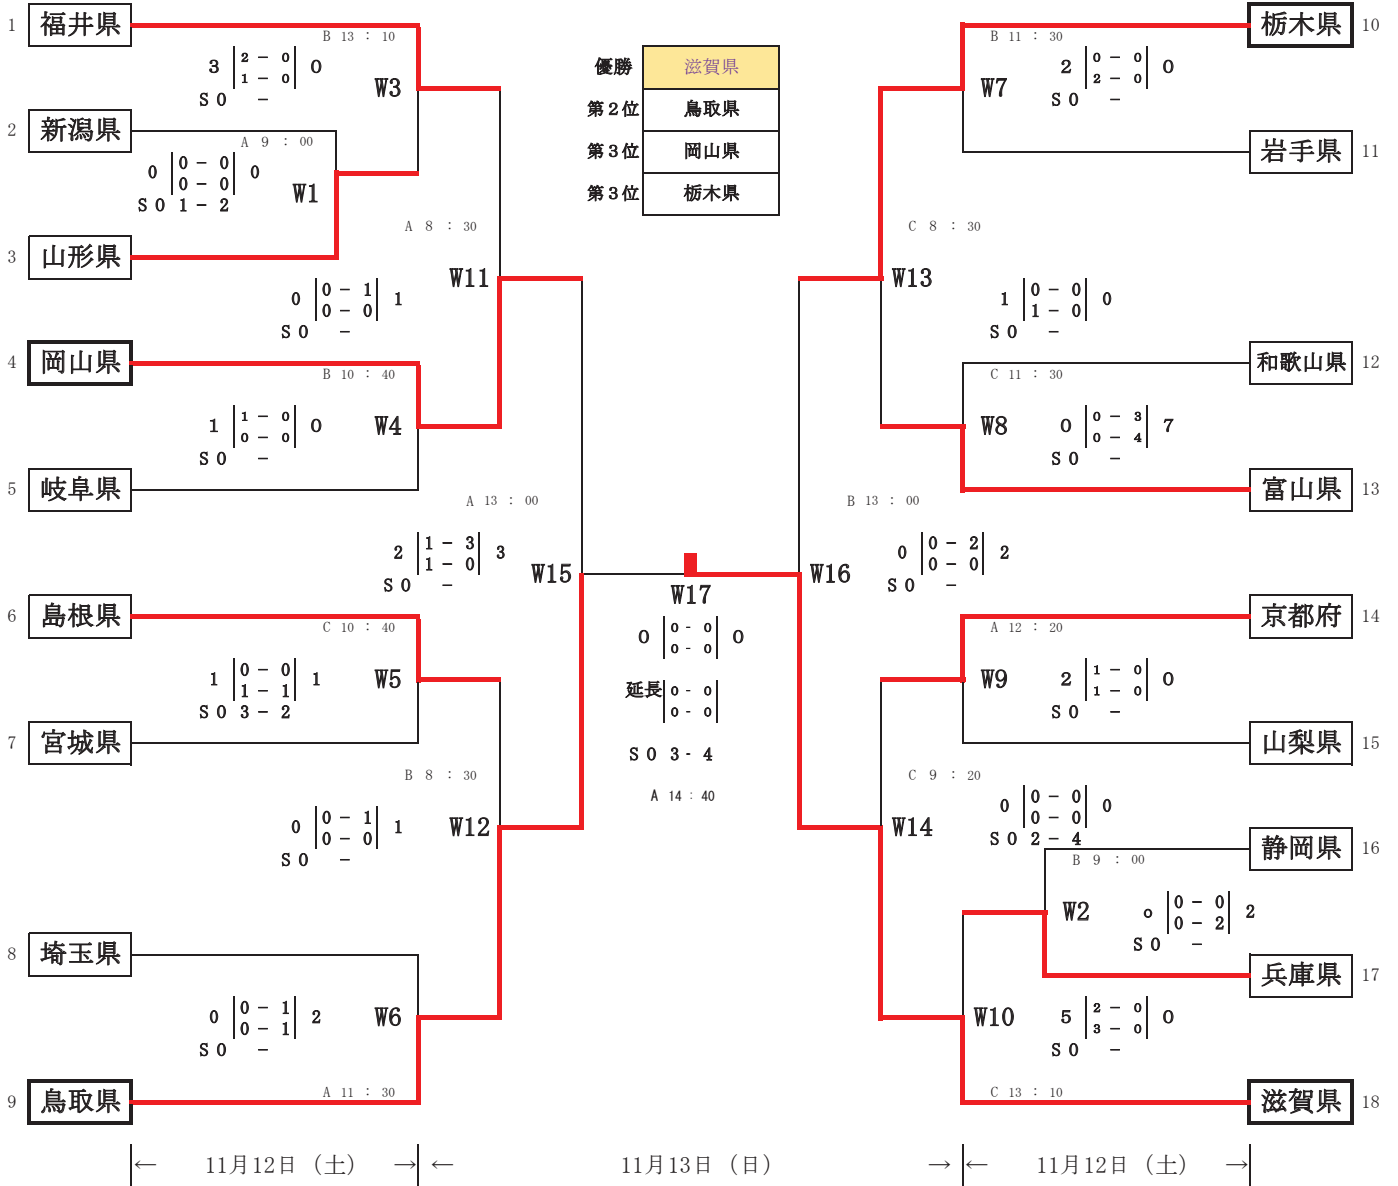 1 福井県
B 13 : 10
3 2 - 0 0
1 - 0
SO -
W3
2 新潟県
A 9 : 00
0 0 - 0 0
0 - 0
SO 1 - 2
W1
3 山形県
A 8 : 30
0 0 - 1 1
0 - 0
SO -
W11
4 岡山県
B 10 : 40
1 1 - 0 0
0 - 0
SO -
W4
5 岐阜県
A 13 : 00
2 1 - 3 3
1 - 0
SO -
W15
6 島根県
C 10 : 40
1 0 - 0 1
1 - 1
SO 3 - 2
W5
7 宮城県
B 8 : 30
0 0 - 1 1
0 - 0
SO -
W12
8 埼玉県
0 0 - 1 2
0 - 1
SO -
W6
9 鳥取県
A 11 : 30
優勝 滋賀県
第2位 鳥取県
第3位 岡山県
第3位 栃木県
W17
0 0 - 0 0
0 - 0
延長 0 - 0
0 - 0
SO 3 - 4
A 14 : 40
栃木県 10
B 11 : 30
2 0 - 0 0
2 - 0
SO -
W7
岩手県 11
C 8 : 30
W13
1 0 - 0 0
1 - 0
SO -
和歌山県 12
C 11 : 30
W8
0 0 - 3 7
0 - 4
SO -
富山県 13
B 13 : 00
0 0 - 2 2
0 - 0
SO -
W16
京都府 14
A 12 : 20
W9
2 1 - 0 0
1 - 0
SO -
山梨県 15
C 9 : 20
0 0 - 0 0
0 - 0
SO 2 - 4
W14
静岡県 16
B 9 : 00
W2
0 0 - 0 2
0 - 2
SO -
兵庫県 17
W10
5 2 - 0 0
3 - 0
SO -
C 13 : 10
滋賀県 18
← 11月12日（土） →
← 11月13日（日） →
← 11月12日（土） →